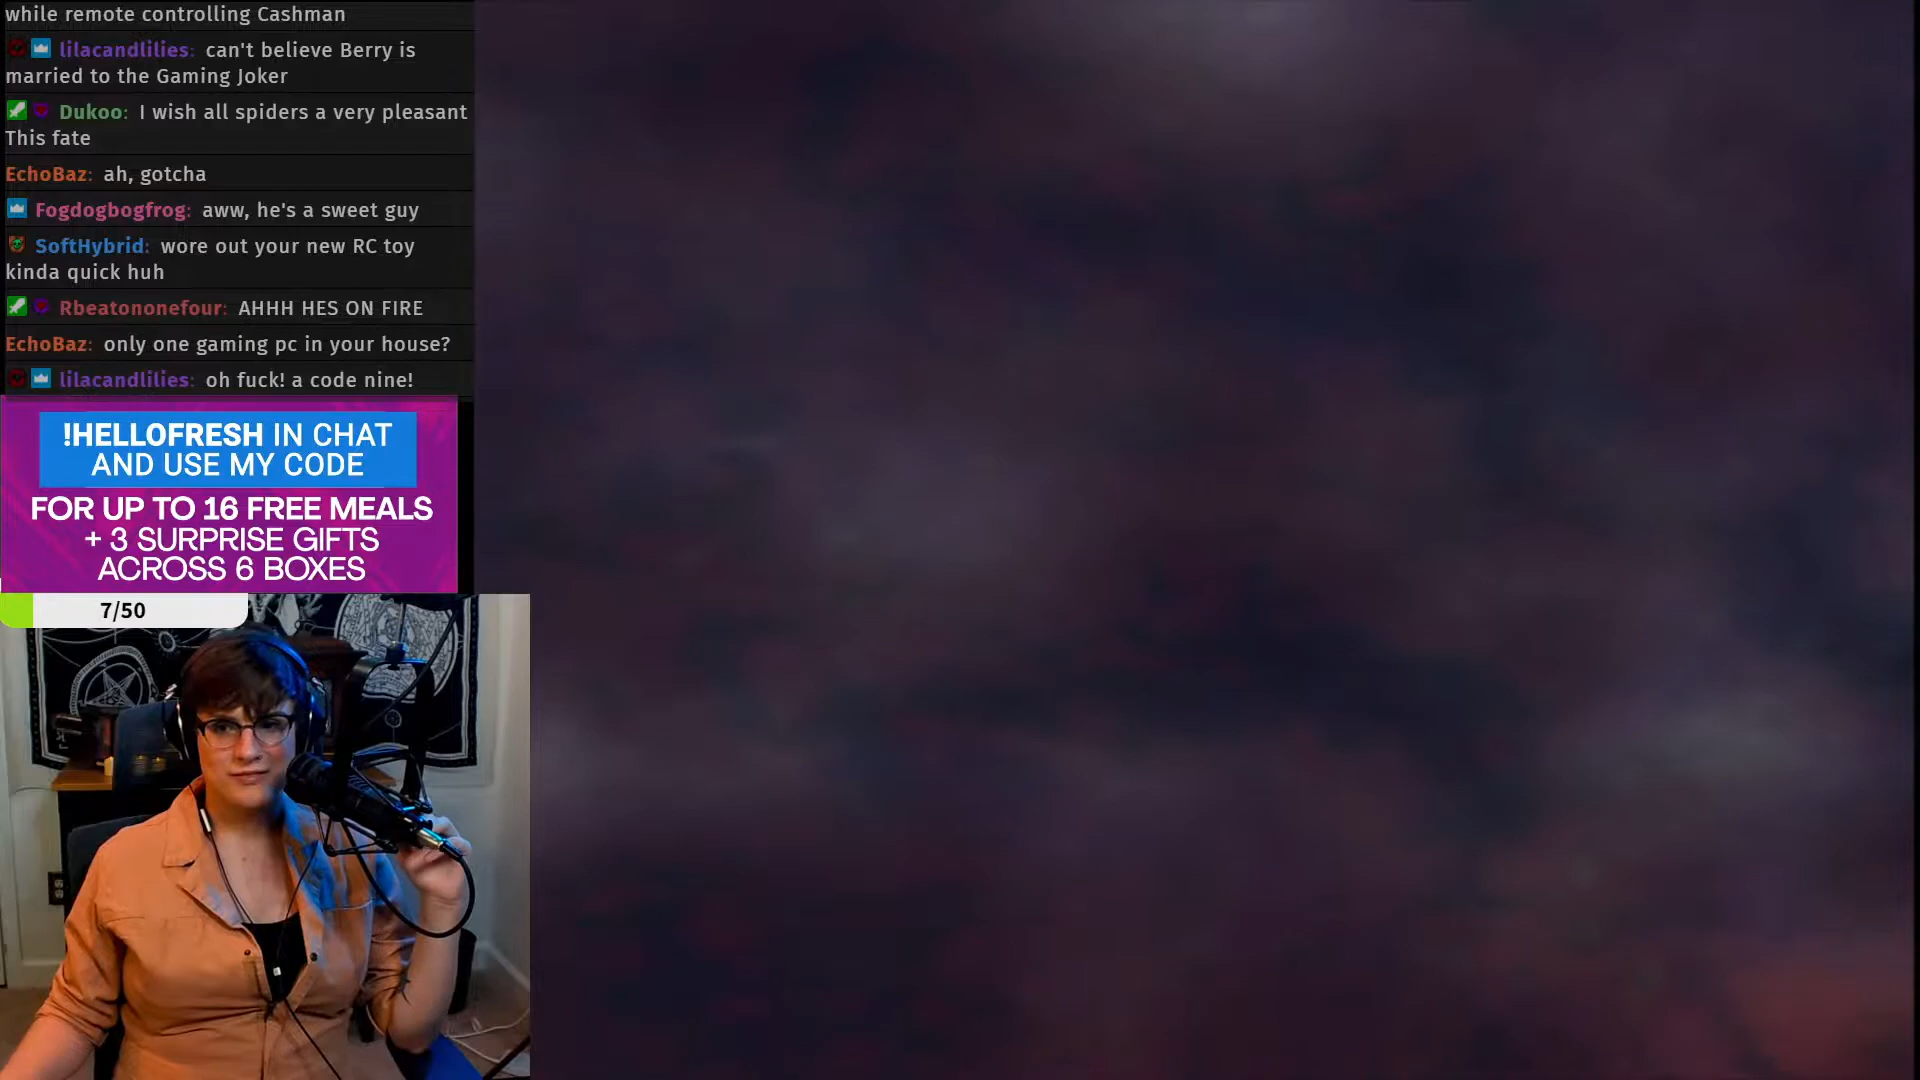 while remote controlling Cashman
lilacandlilies: can't believe Berry is
married to the Gaming Joker
Dukoo: I wish all spiders a very pleasant
This fate
EchoBaz: ah, gotcha
Fogdogbogfrog: aww, he's a sweet guy
SoftHybrid: wore out your new RC toy
kinda quick huh
Rbeatononefour: AHHH HES ON FIRE
EchoBaz: only one gaming pc in your house?
lilacandlilies: oh fuck! a code nine!
!HELLOFRESH IN CHAT
AND USE MY CODE
FOR UP TO 16 FREE MEALS
+ 3 SURPRISE GIFTS
ACROSS 6 BOXES
7/50